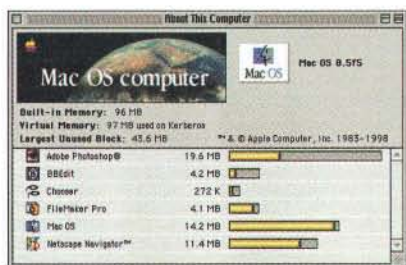 About This Computer
Mac OS computer
Mac OS
Mac OS 8.5f5
Built-in Memory: 96 MB
Virtual Memory: 97 MB used on Kerberos
Largest Unused Block: 43.6 MB
™ & © Apple Computer, Inc. 1983-1998
Adobe Photoshop® 19.6 MB
BBEdit 4.2 MB
Chooser 272 K
FileMaker Pro 4.1 MB
Mac OS 14.2 MB
Netscape Navigator™ 11.4 MB